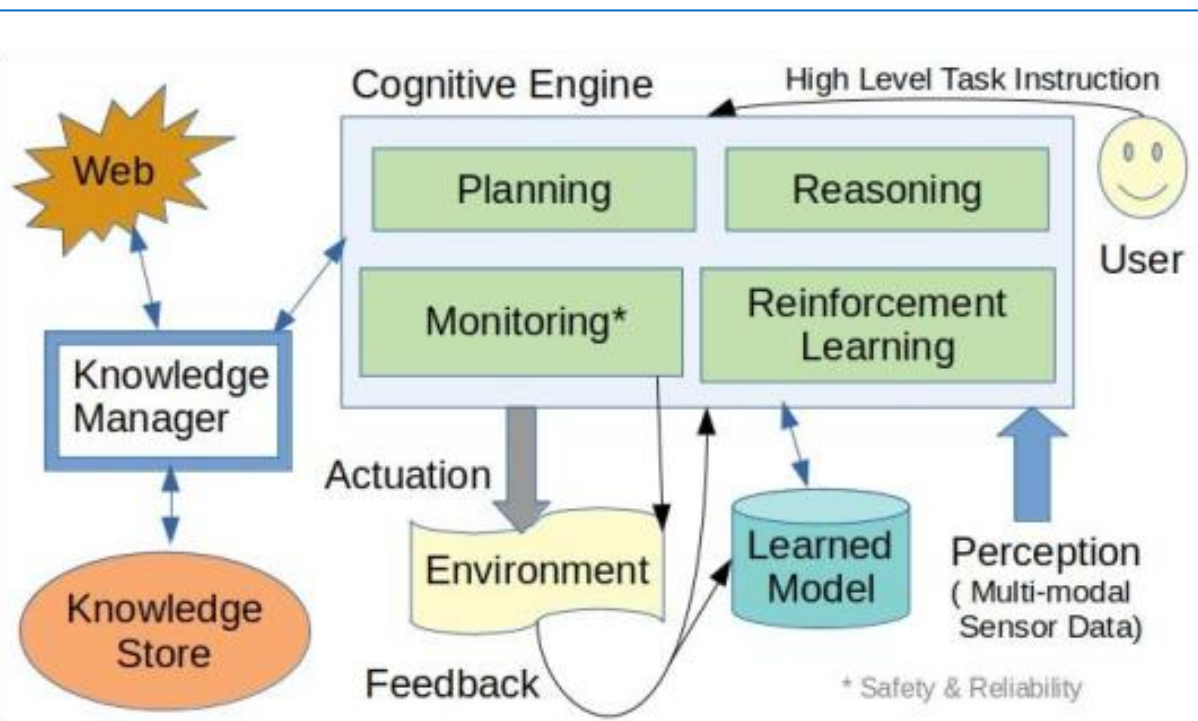 Cognitive Engine
High Level Task Instruction
Web
Planning
Reasoning
User
Monitoring*
Reinforcement
Learning
Knowledge
Manager
Actuation
Environment
Learned
Model
Perception
( Multi-modal
Sensor Data)
Knowledge
Store
Feedback
* Safety & Reliability